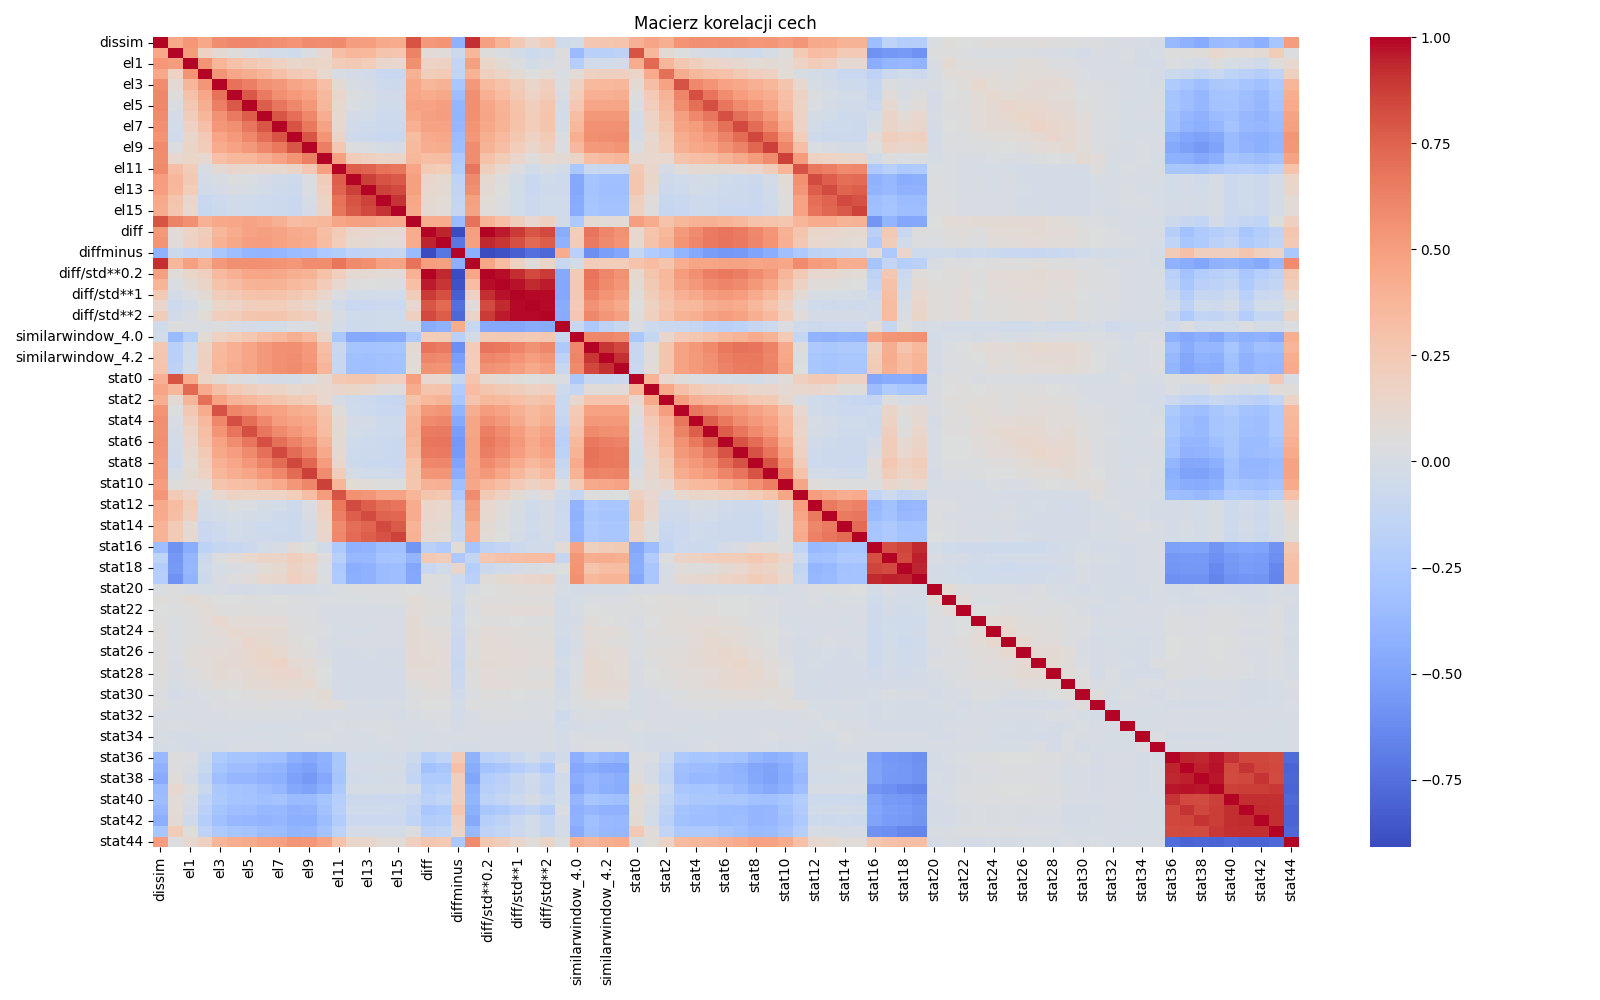 Macierz korelacji cech
dissim
el1
el3
el5
el7
el9
el11
el13
el15
diff
diffminus
diff/std**0.2
diff/std**1
diff/std**2
similarwindow_4.0
similarwindow_4.2
stat0
stat2
stat4
stat6
stat8
stat10
stat12
stat14
stat16
stat18
stat20
stat22
stat24
stat26
stat28
stat30
stat32
stat34
stat36
stat38
stat40
stat42
stat44
dissim
el1
el3
el5
el7
el9
el11
el13
el15
diff
diffminus
diff/std**0.2
diff/std**1
diff/std**2
similarwindow_4.0
similarwindow_4.2
stat0
stat2
stat4
stat6
stat8
stat10
stat12
stat14
stat16
stat18
stat20
stat22
stat24
stat26
stat28
stat30
stat32
stat34
stat36
stat38
stat40
stat42
stat44
1.00
0.75
0.50
0.25
0.00
−0.25
−0.50
−0.75